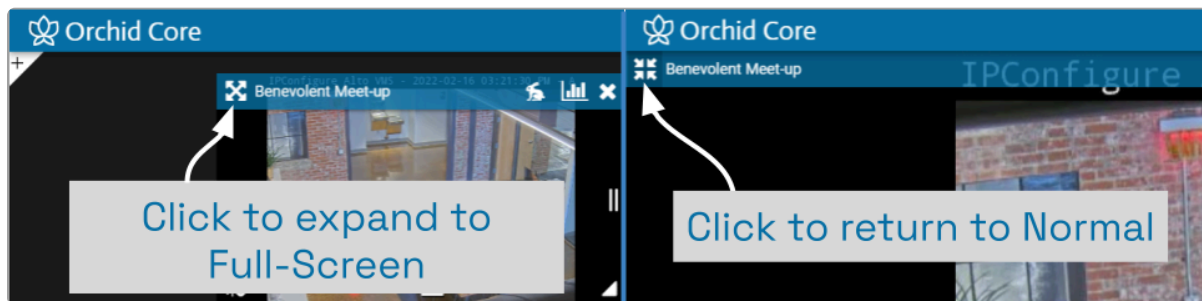 Orchid Core
+
IPConfigure Alto VMS - 2022-02-16 03:21:30 PM
Benevolent Meet-up
Click to expand to
Full-Screen
Orchid Core
Benevolent Meet-up
IPConfigure
Click to return to Normal